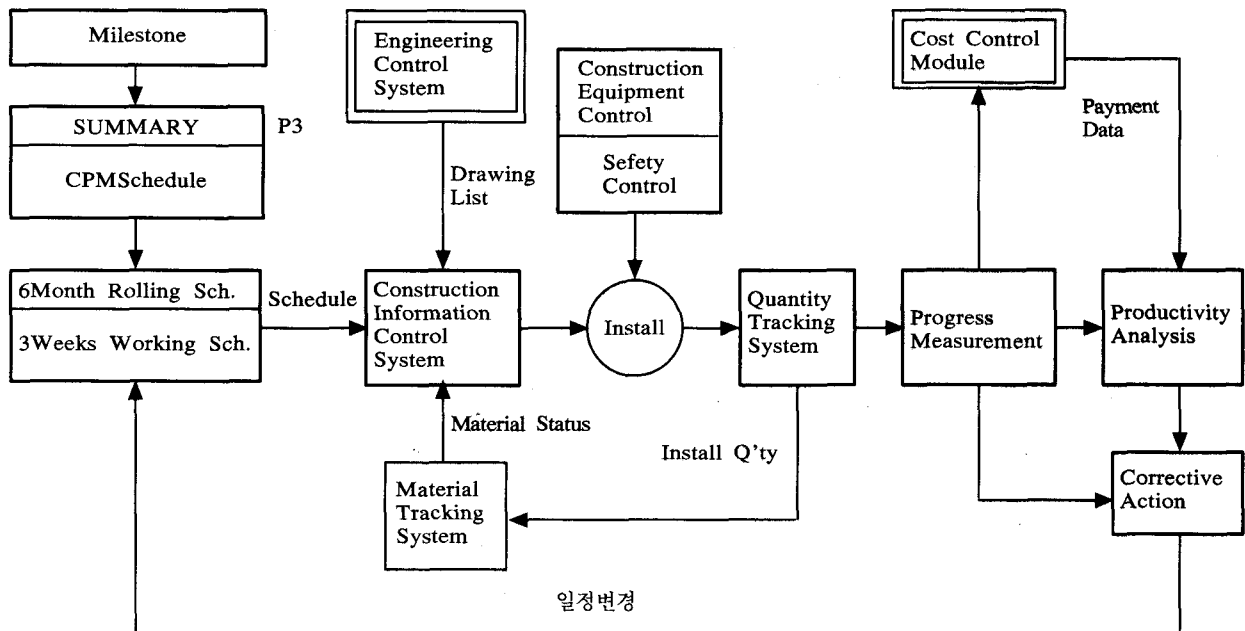 Milestone
SUMMARY
P3
CPMSchedule
6Month Rolling Sch.
3Weeks Working Sch.
Schedule
Engineering
Control
System
Drawing
List
Construction
Information
Control
System
Material Status
Material
Tracking
System
Construction
Equipment
Control
Sefety
Control
Install
Quantity
Tracking
System
Install Q'ty
Cost Control
Module
Payment
Data
Progress
Measurement
Productivity
Analysis
Corrective
Action
일정변경